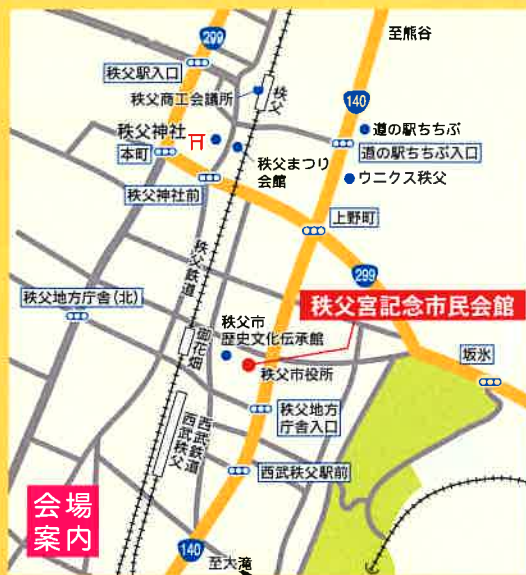 299
至熊谷
秩父駅入口
秩父商工会議所
秩父
140
道の駅ちちぶ
秩父神社
本町
秩父まつり
会館
道の駅ちちぶ入口
秩父神社前
ウニクス秩父
上野町
秩父鉄道
299
秩父地方庁舎(北)
秩父宮記念市民会館
御花畑
秩父市
歴史文化伝承館
坂氷
秩父市役所
秩父地方
庁舎入口
西武鉄道
西武秩父
西武秩父駅前
会場
案内
140
至大滝